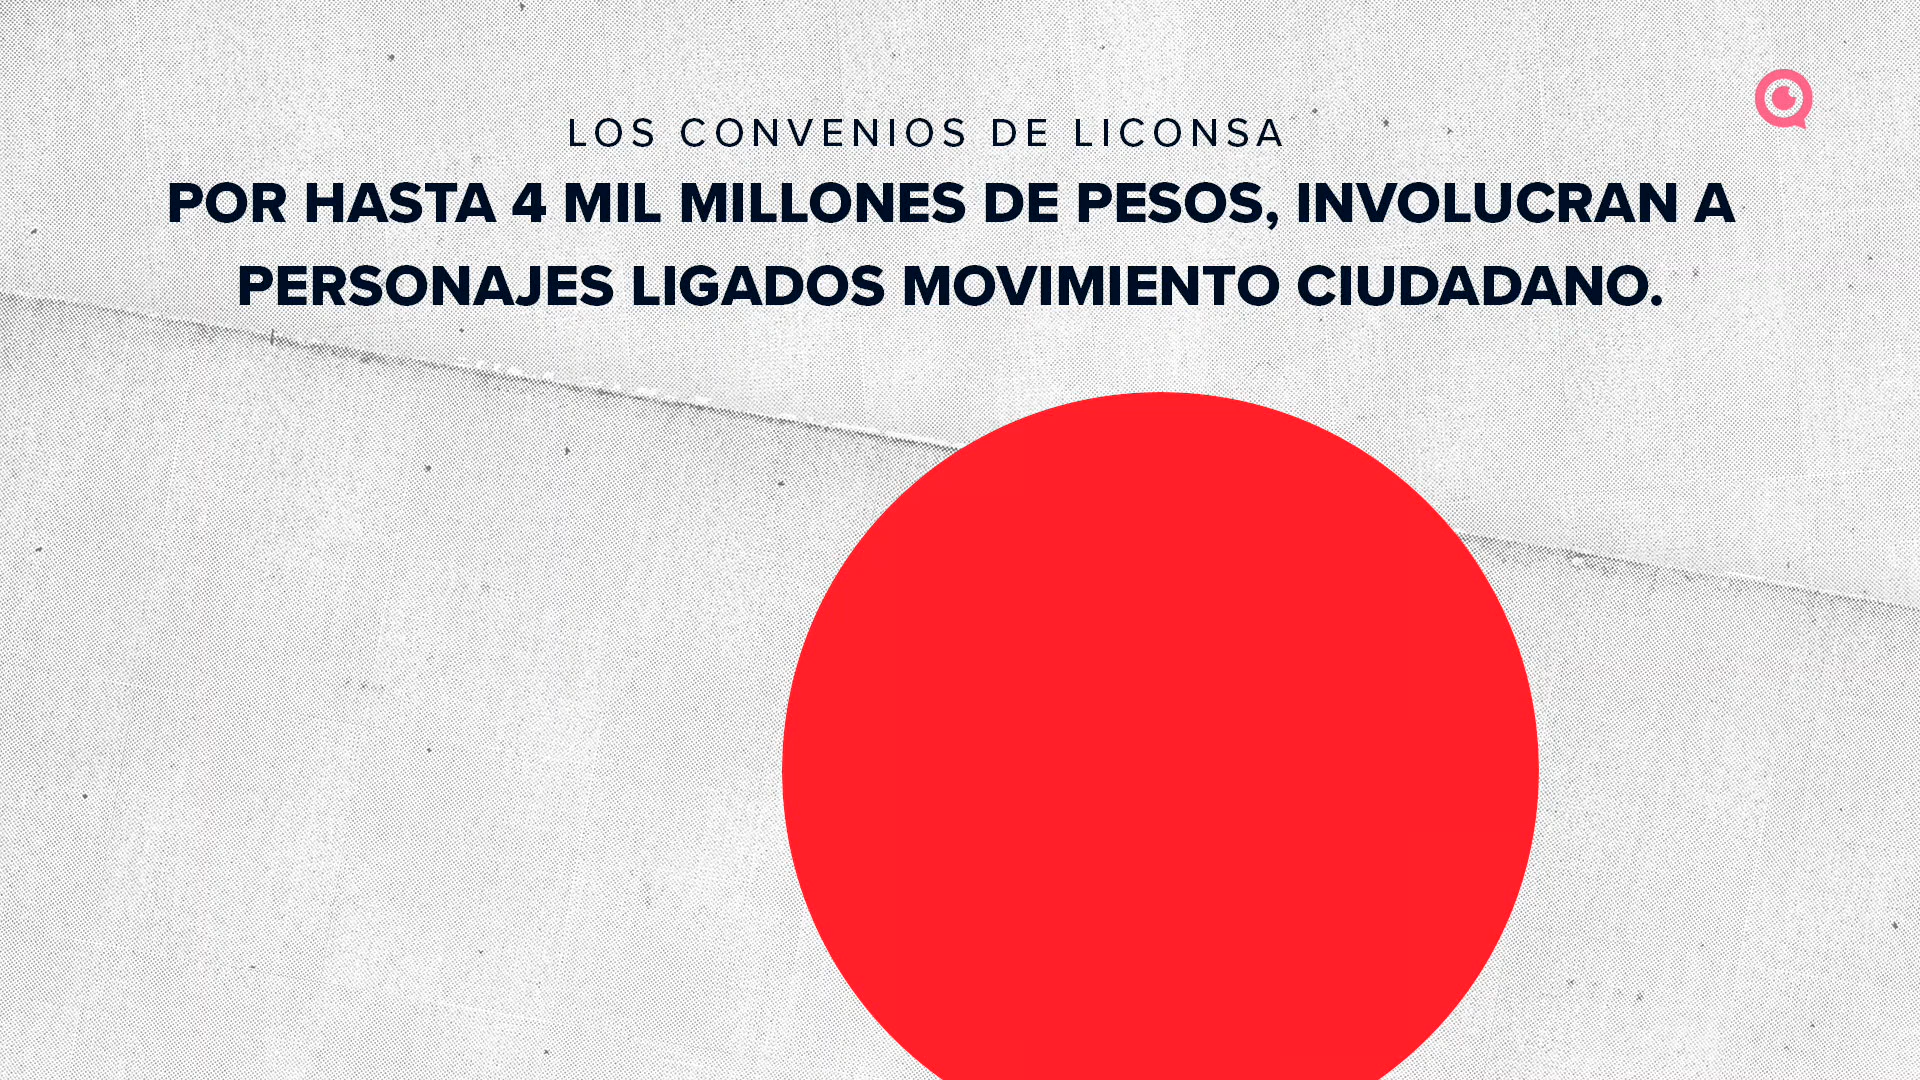 LOS CONVENIOS DE LICONSA
POR HASTA 4 MIL MILLONES DE PESOS, INVOLUCRAN A
PERSONAJES LIGADOS MOVIMIENTO CIUDADANO.